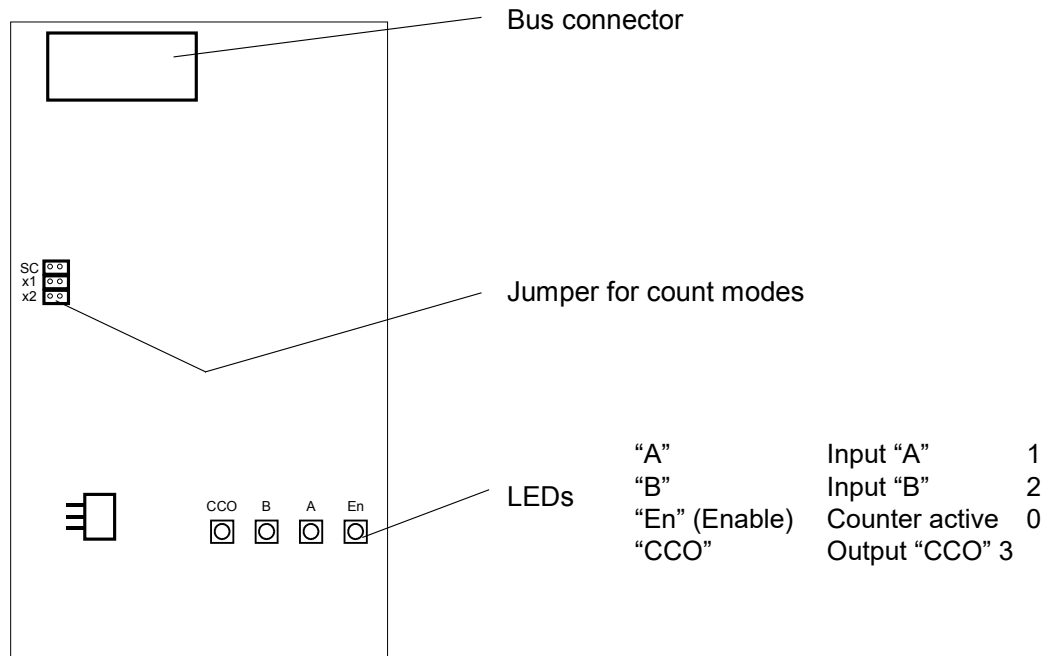 Bus connector
SC
x1
x2
Jumper for count modes
“A” Input “A” 1
“B” Input “B” 2
“En” (Enable) Counter active 0
“CCO” Output “CCO” 3
LEDs
CCO B A En